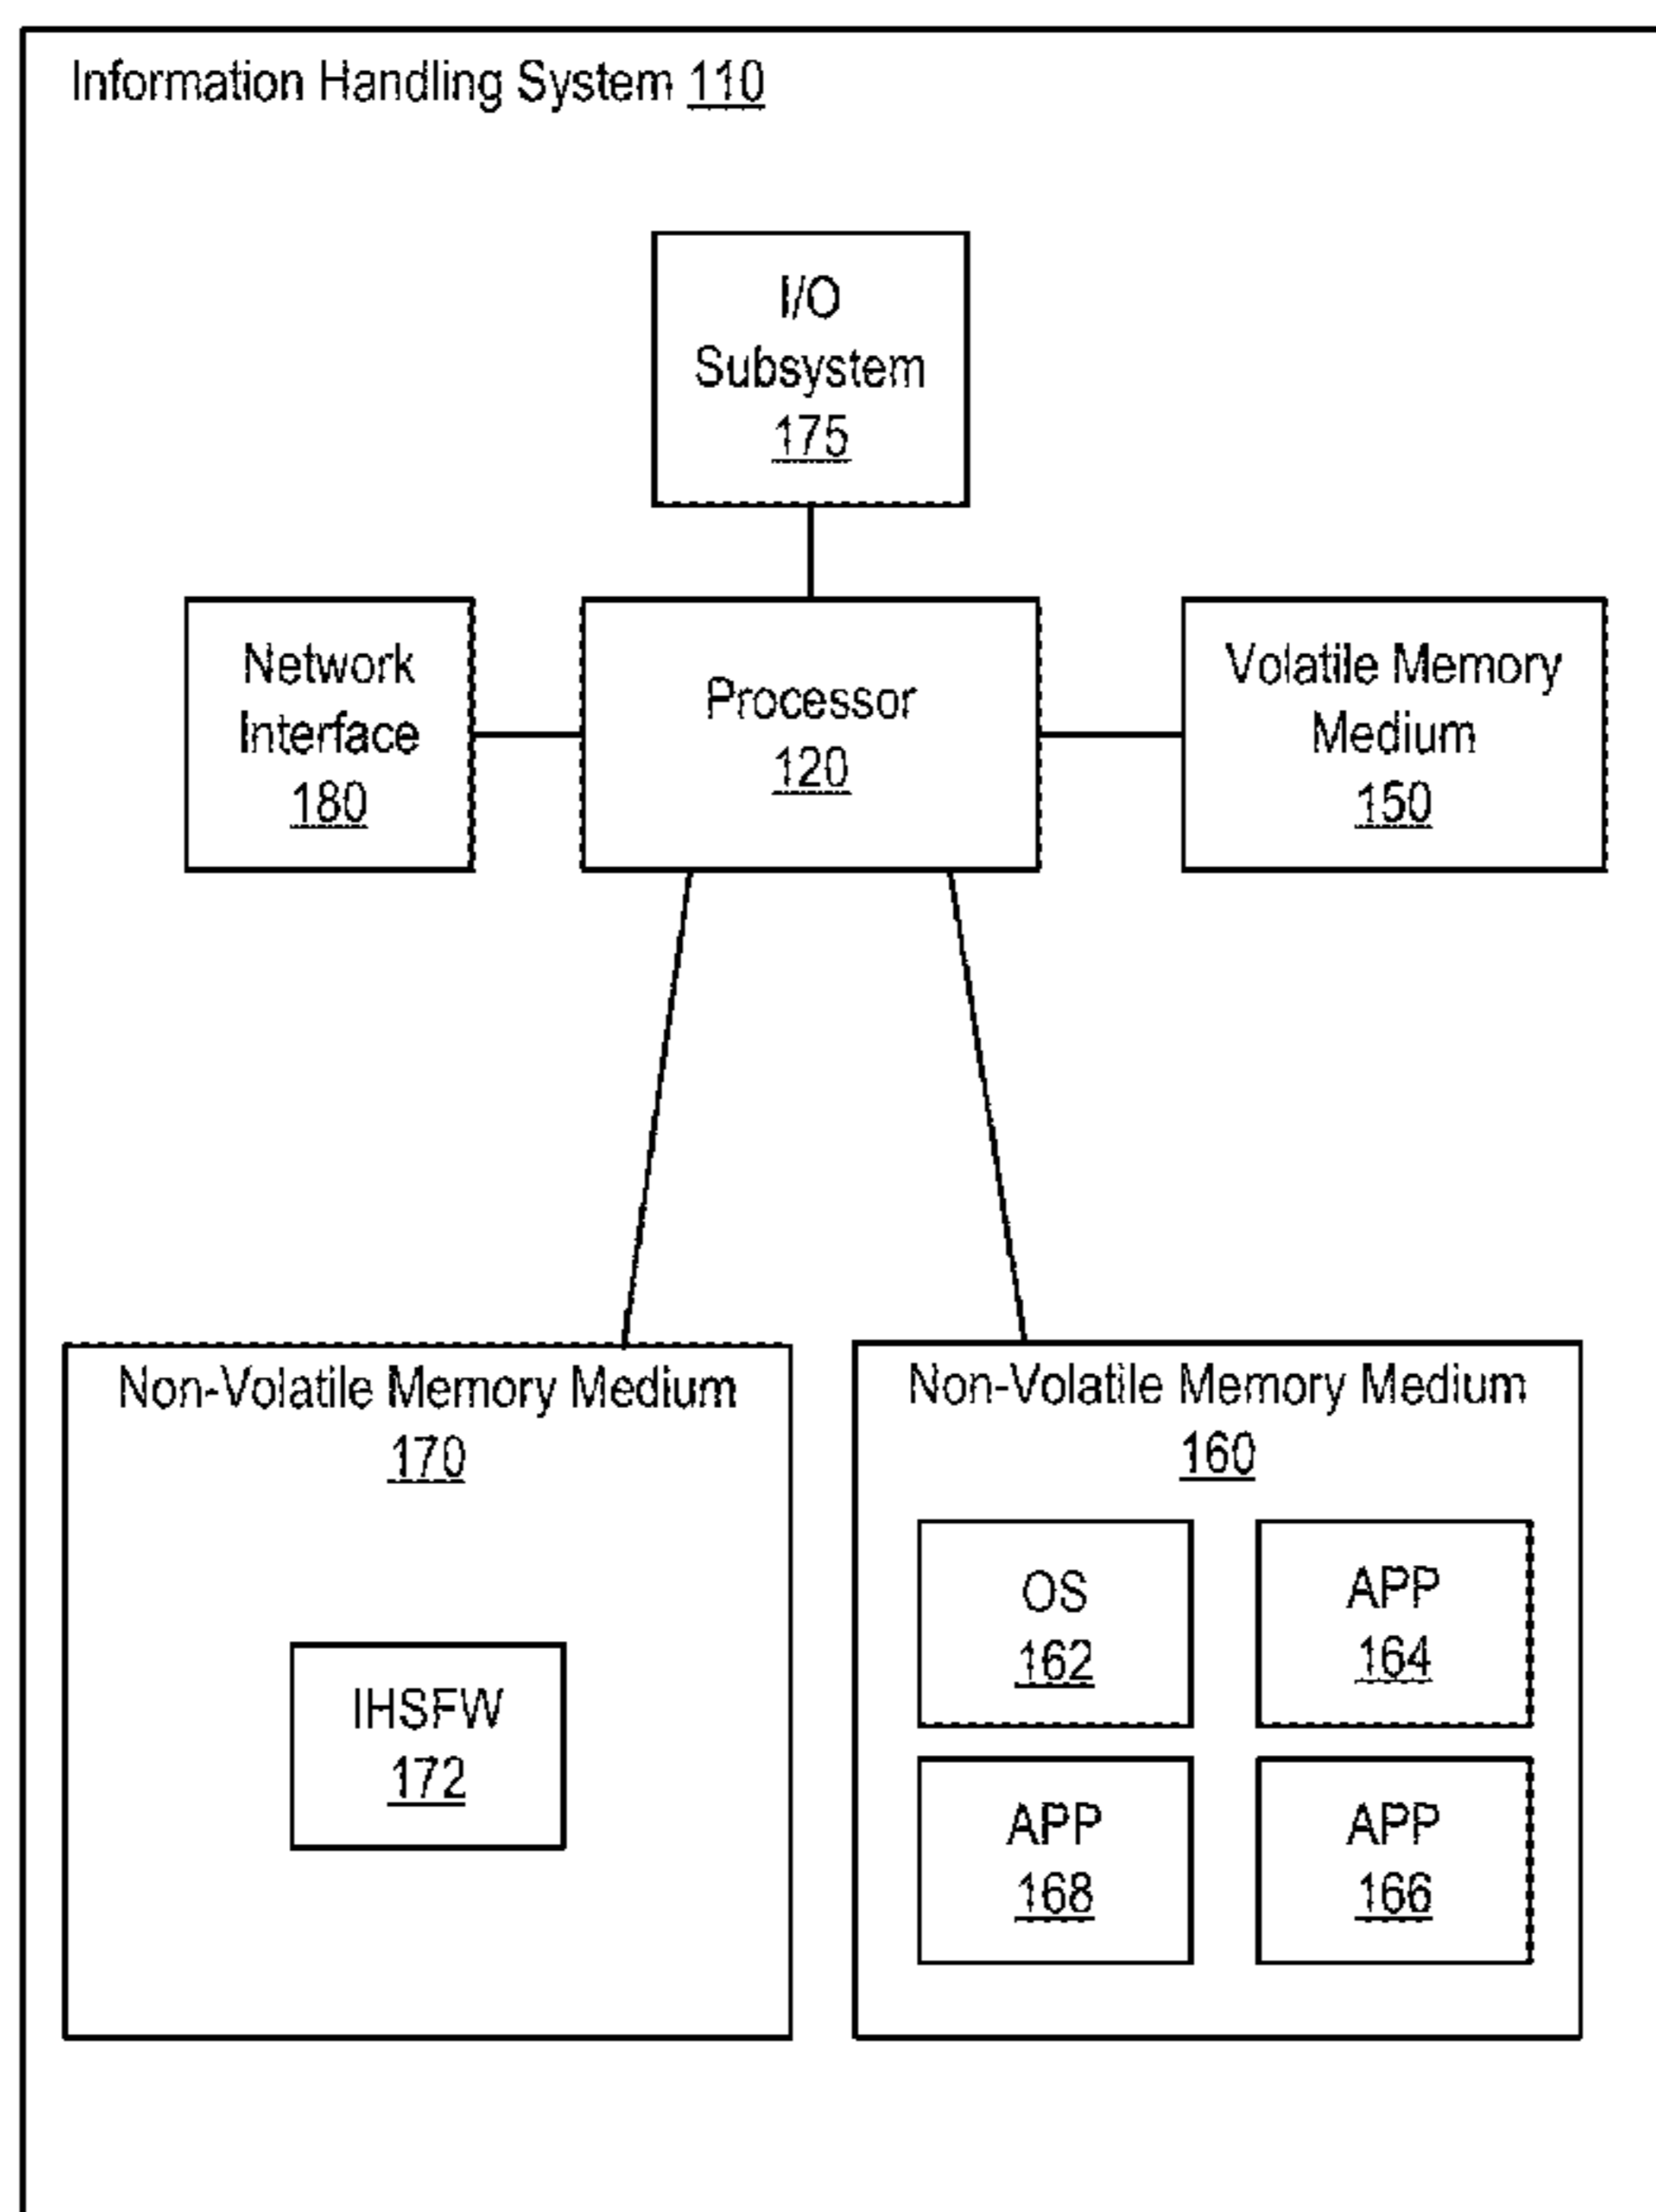 Information Handling System 110
I/O
Subsystem
175
Network
Interface
180
Processor
120
Volatile Memory
Medium
150
Non-Volatile Memory Medium
170
IHSFW
172
Non-Volatile Memory Medium
160
OS
162
APP
164
APP
168
APP
166